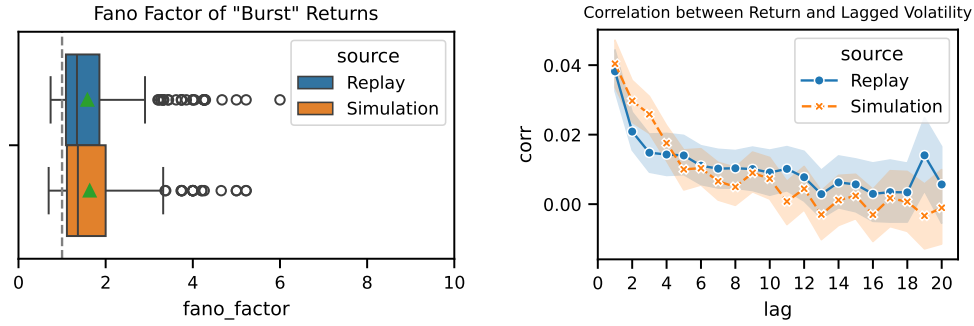 Fano Factor of "Burst" Returns
source
Replay
Simulation
0 2 4 6 8 10
fano_factor
Correlation between Return and Lagged Volatility
source
Replay
Simulation
0.04
0.02
0.00
corr
0 2 4 6 8 10 12 14 16 18 20
lag